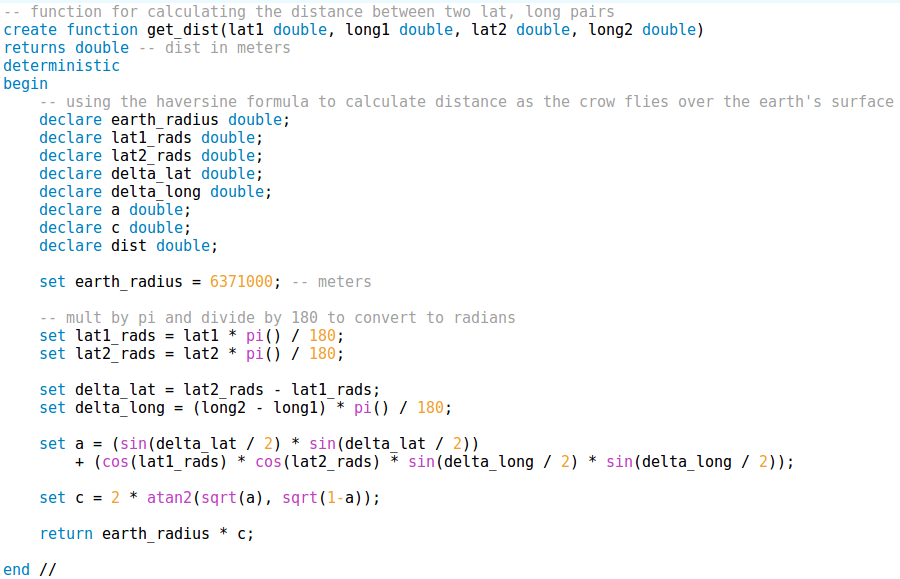 -- function for calculating the distance between two lat, long pairs
create function get_dist(lat1 double, long1 double, lat2 double, long2 double)
returns double -- dist in meters
deterministic
begin
    -- using the haversine formula to calculate distance as the crow flies over the earth's surface
    declare earth_radius double;
    declare lat1_rads double;
    declare lat2_rads double;
    declare delta_lat double;
    declare delta_long double;
    declare a double;
    declare c double;
    declare dist double;

    set earth_radius = 6371000; -- meters

    -- mult by pi and divide by 180 to convert to radians
    set lat1_rads = lat1 * pi() / 180;
    set lat2_rads = lat2 * pi() / 180;

    set delta_lat = lat2_rads - lat1_rads;
    set delta_long = (long2 - long1) * pi() / 180;

    set a = (sin(delta_lat / 2) * sin(delta_lat / 2))
        + (cos(lat1_rads) * cos(lat2_rads) * sin(delta_long / 2) * sin(delta_long / 2));

    set c = 2 * atan2(sqrt(a), sqrt(1-a));

    return earth_radius * c;

end //